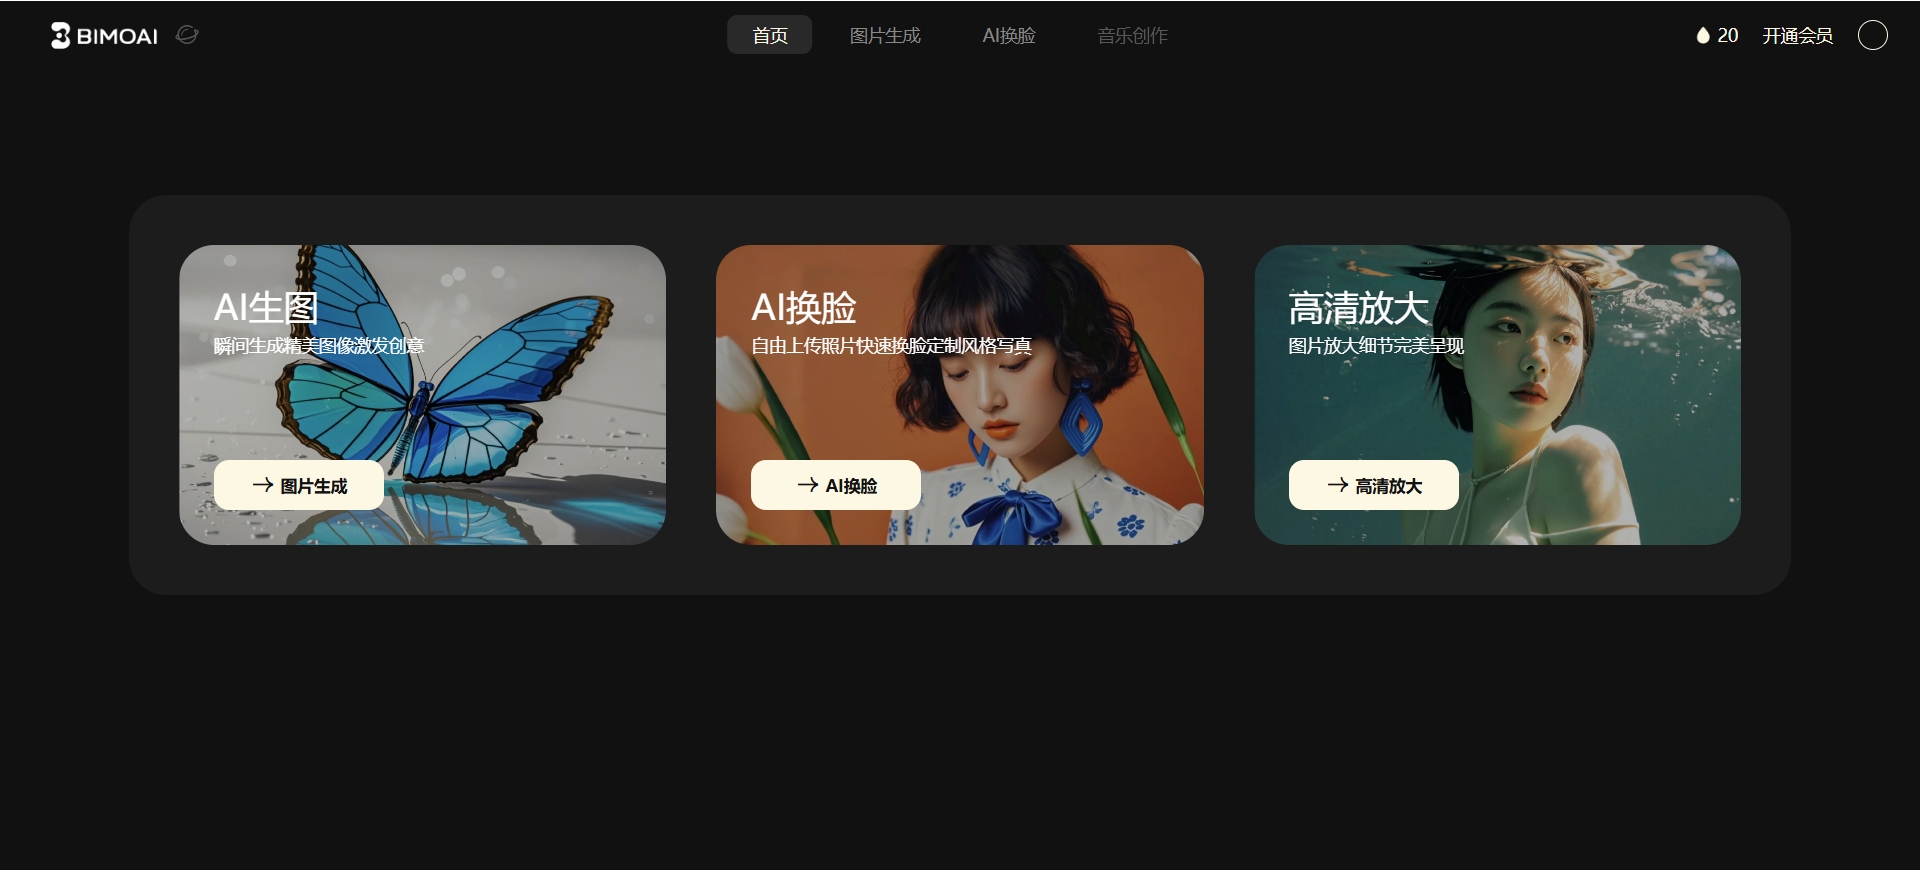 BIMOAI
首页
图片生成
AI换脸
音乐创作
20
开通会员
AI生图
瞬间生成精美图像激发创意
→ 图片生成
AI换脸
自由上传照片快速换脸定制风格写真
→ AI换脸
高清放大
图片放大细节完美呈现
→ 高清放大